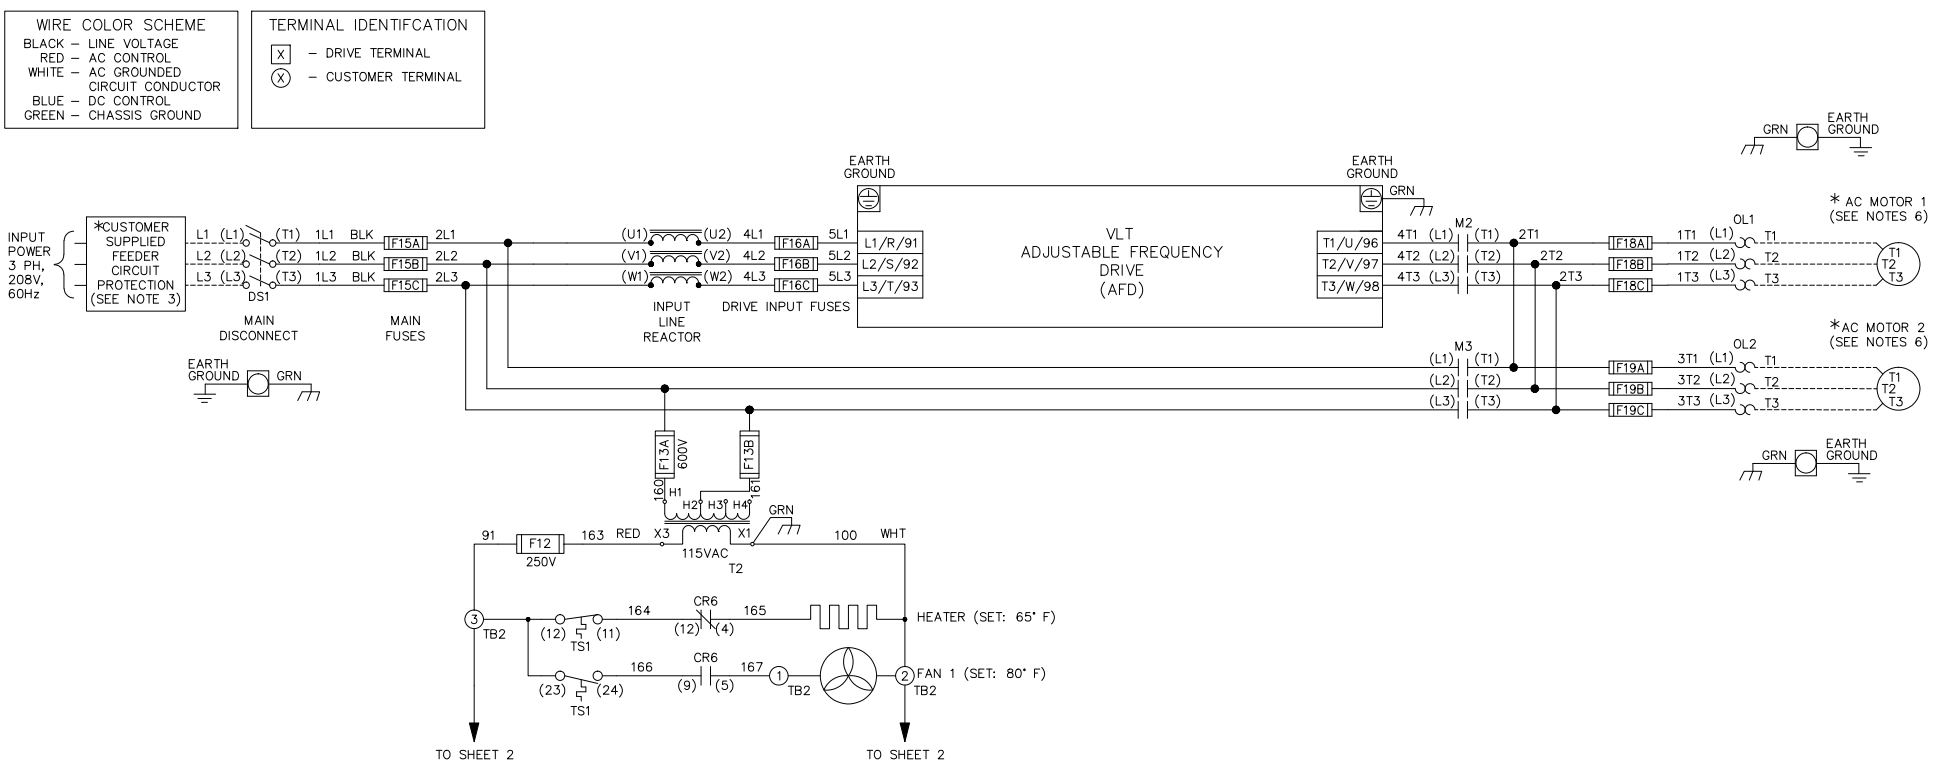 WIRE COLOR SCHEME
BLACK – LINE VOLTAGE
RED – AC CONTROL
WHITE – AC GROUNDED
CIRCUIT CONDUCTOR
BLUE – DC CONTROL
GREEN – CHASSIS GROUND
TERMINAL IDENTIFCATION
X – DRIVE TERMINAL
X – CUSTOMER TERMINAL
GRN
EARTH
GROUND
EARTH
GROUND
EARTH
GROUND
GRN
INPUT
POWER
3 PH,
208V,
60Hz
*CUSTOMER
SUPPLIED
FEEDER
CIRCUIT
PROTECTION
(SEE NOTE 3)
L1 (L1) (T1) 1L1 BLK F15A 2L1
L2 (L2) (T2) 1L2 BLK F15B 2L2
L3 (L3) (T3) 1L3 BLK F15C 2L3
DS1
MAIN
DISCONNECT
MAIN
FUSES
(U1) (U2) 4L1 F16A 5L1 L1/R/91
(V1) (V2) 4L2 F16B 5L2 L2/S/92
(W1) (W2) 4L3 F16C 5L3 L3/T/93
INPUT
LINE
REACTOR
DRIVE INPUT FUSES
VLT
ADJUSTABLE FREQUENCY
DRIVE
(AFD)
M2
T1/U/96 4T1 (L1) (T1) 2T1 F18A 1T1 (L1) T1
T2/V/97 4T2 (L2) (T2) 2T2 F18B 1T2 (L2) T2
T3/W/98 4T3 (L3) (T3) 2T3 F18C 1T3 (L3) T3
OL1
* AC MOTOR 1
(SEE NOTES 6)
T1
T2
T3
EARTH
GROUND
GRN
M3
(L1) (T1) F19A 3T1 (L1) T1
(L2) (T2) F19B 3T2 (L2) T2
(L3) (T3) F19C 3T3 (L3) T3
OL2
* AC MOTOR 2
(SEE NOTES 6)
T1
T2
T3
GRN
EARTH
GROUND
F13A
600V
F13B
160
161
H1 H2 H3 H4
GRN
91 F12 163 RED X3 X1 100 WHT
250V
115VAC
T2
3
TB2
164 CR6 165
(12) (11) (12) (4)
TS1
HEATER (SET: 65° F)
166 CR6 167
(23) (24) (9) (5)
TS1
1
TB2
2
TB2
FAN 1 (SET: 80° F)
TO SHEET 2
TO SHEET 2